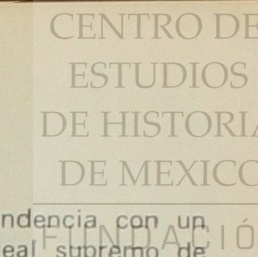 CENTRO DE
ESTUDIOS
DE HISTORIA
DE MEXICO
FUNDACIÓ
ndencia con un
eal supremo de